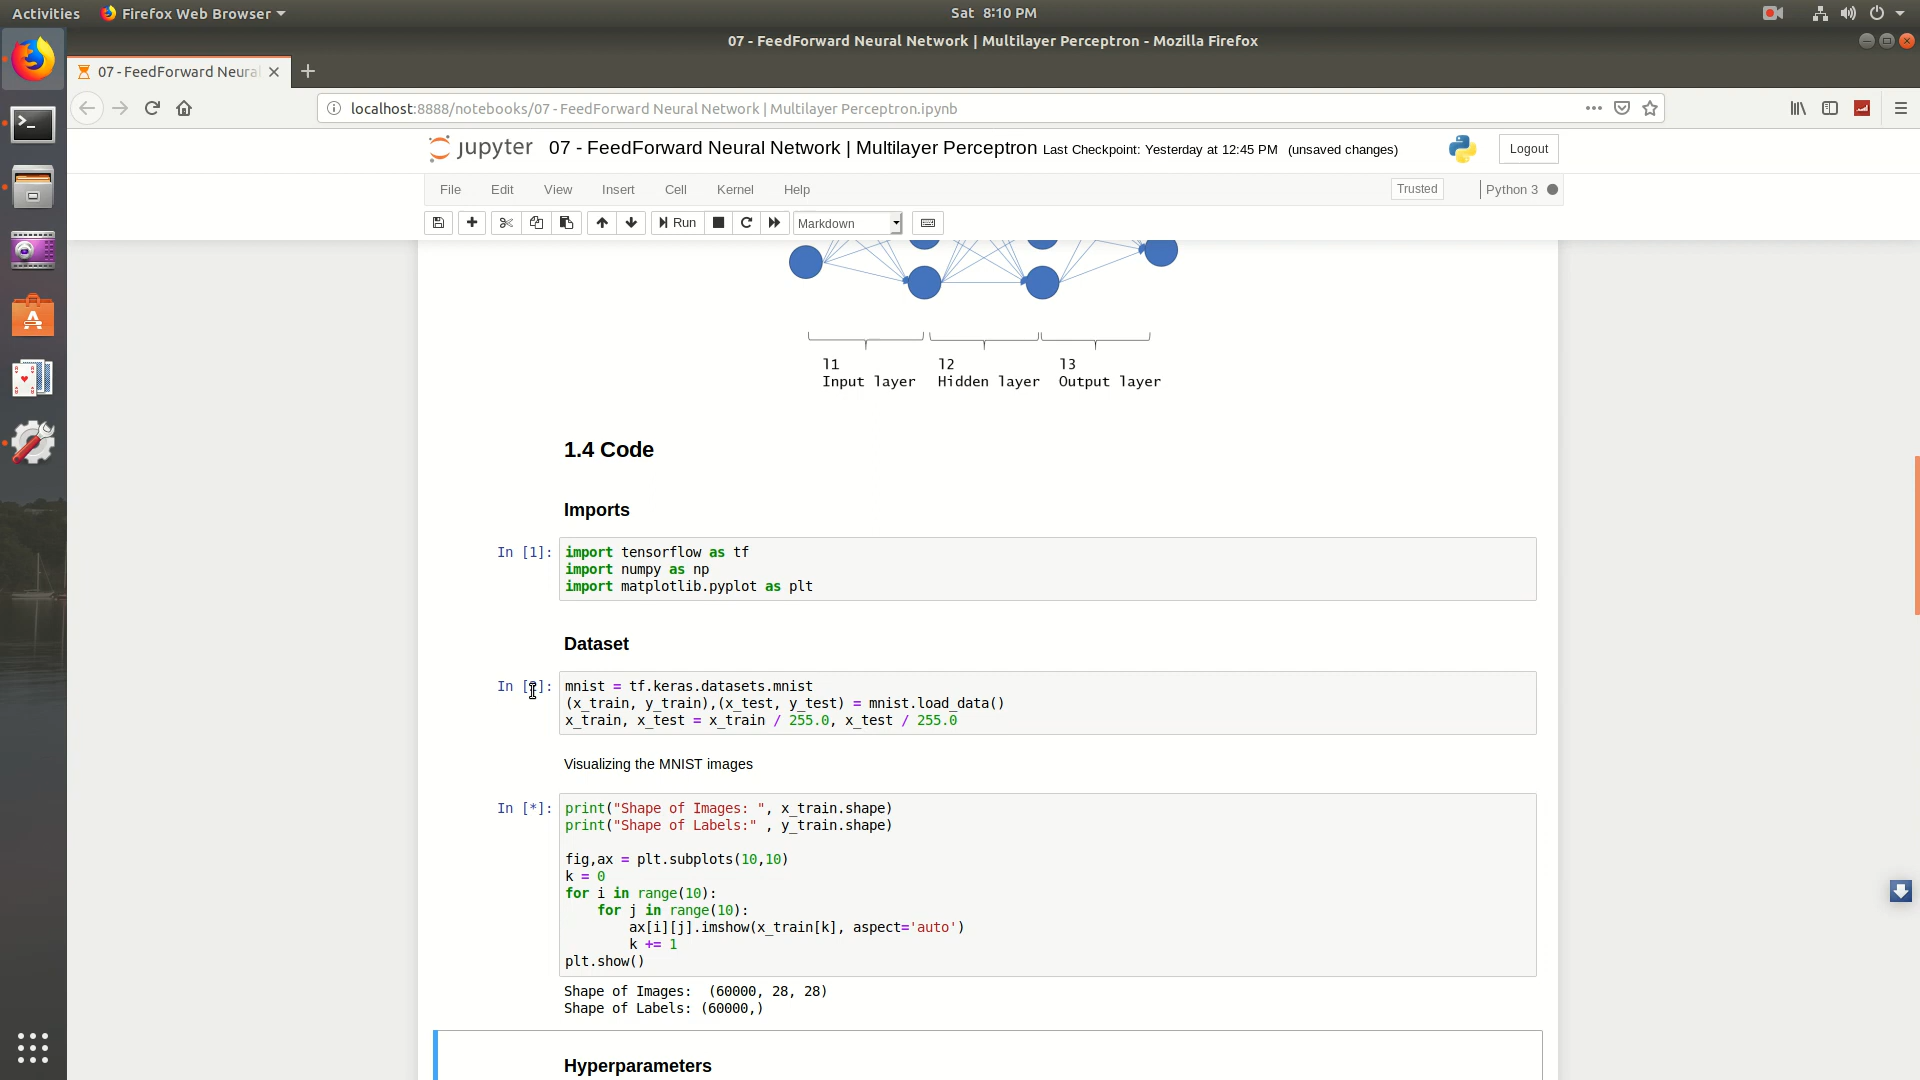 Activities
Firefox Web Browser
Sat 8:10 PM
07 - FeedForward Neural Network | Multilayer Perceptron - Mozilla Firefox
07 - FeedForward Neural
localhost:8888/notebooks/07 - FeedForward Neural Network | Multilayer Perceptron.ipynb
jupyter 07 - FeedForward Neural Network | Multilayer Perceptron Last Checkpoint: Yesterday at 12:45 PM (unsaved changes)
Logout
File Edit View Insert Cell Kernel Help
Trusted
Python 3
Run
Markdown
l1 l2 l3
Input layer Hidden layer Output layer
1.4 Code
Imports
In [1]: import tensorflow as tf
import numpy as np
import matplotlib.pyplot as plt
Dataset
In [ ]: mnist = tf.keras.datasets.mnist
(x_train, y_train),(x_test, y_test) = mnist.load_data()
x_train, x_test = x_train / 255.0, x_test / 255.0
Visualizing the MNIST images
In [*]: print("Shape of Images: ", x_train.shape)
print("Shape of Labels:" , y_train.shape)
fig,ax = plt.subplots(10,10)
k = 0
for i in range(10):
    for j in range(10):
        ax[i][j].imshow(x_train[k], aspect='auto')
        k += 1
plt.show()
Shape of Images:  (60000, 28, 28)
Shape of Labels: (60000,)
Hyperparameters